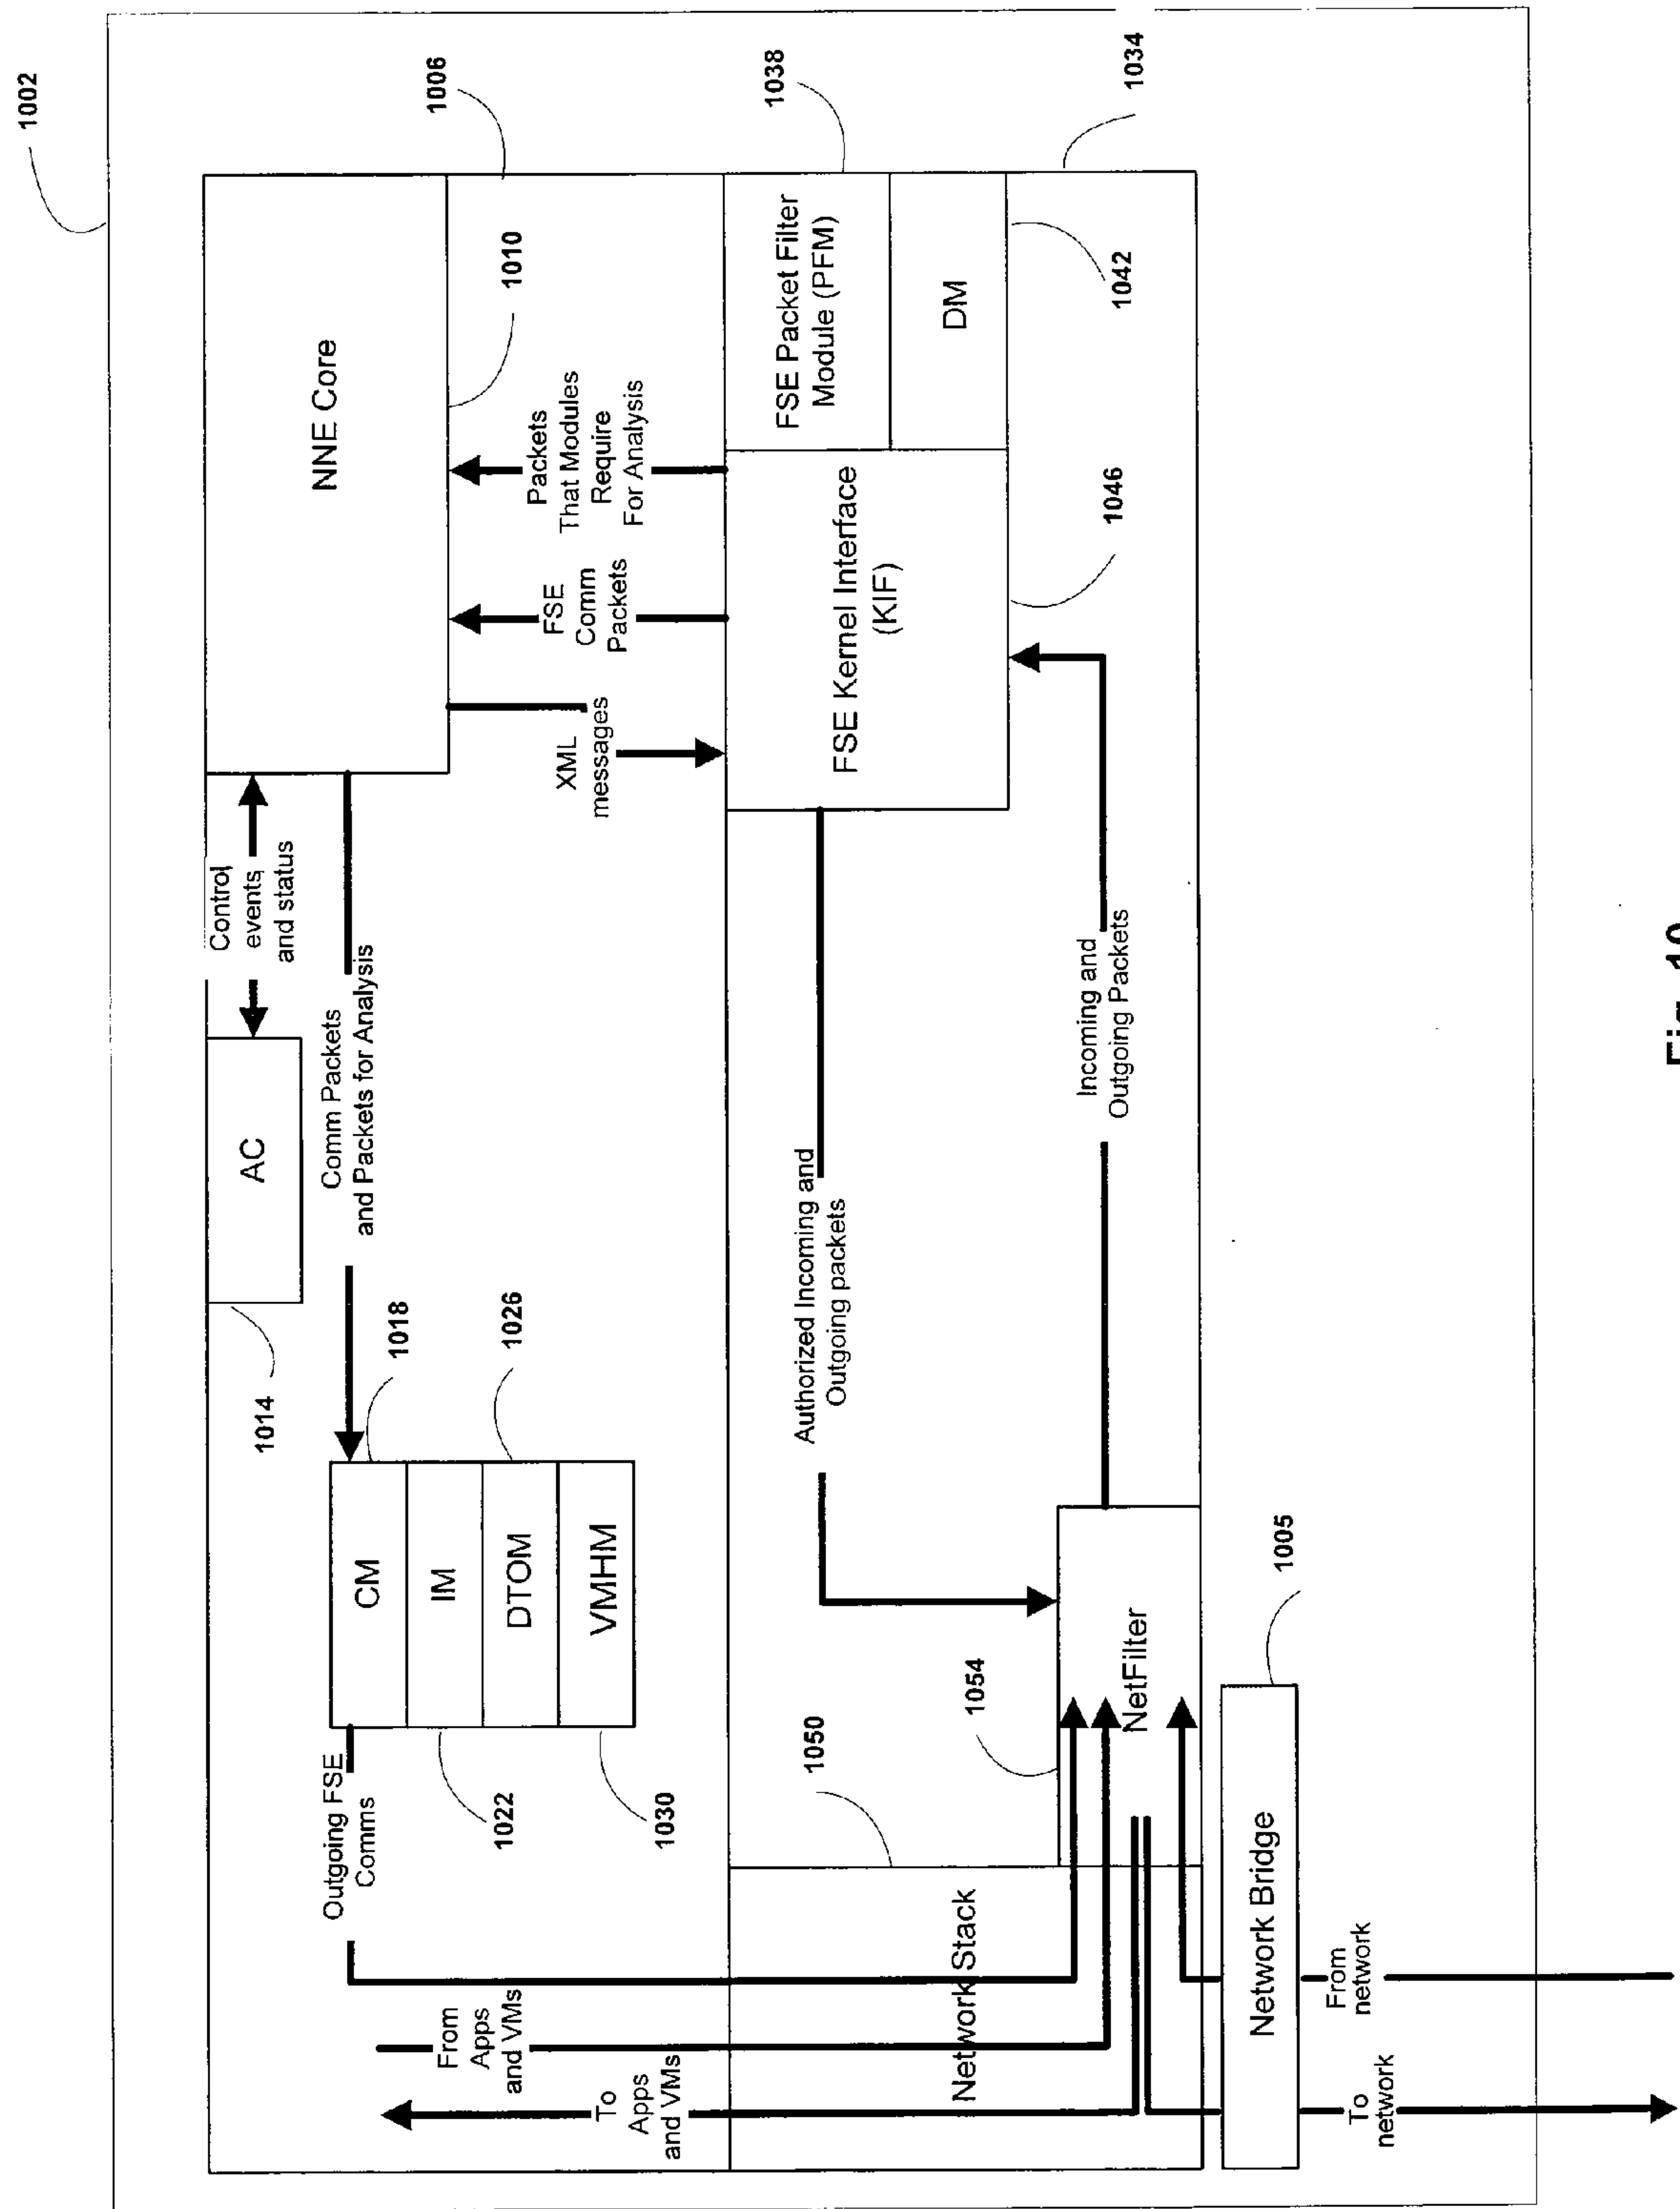 1002
1006
NNE Core
1010
Control,
events,
and status
AC
1014
Comm Packets
and Packets for Analysis
1018
1026
CM
IM
DTOM
VMHM
1022
1030
Outgoing FSE
Comms
From
Apps
and VMs
To
Apps
and VMs
XML
messages
FSE
Comm
Packets
Packets
That Modules
Require
For Analysis
1038
FSE Packet Filter
Module (PFM)
DM
1034
1042
FSE Kernel Interface
(KIF)
1046
Authorized Incoming and
Outgoing packets
Incoming and
Outgoing Packets
1050
1054
NetFilter
Network Stack
1005
Network Bridge
From
network
To
network
Fig. 10